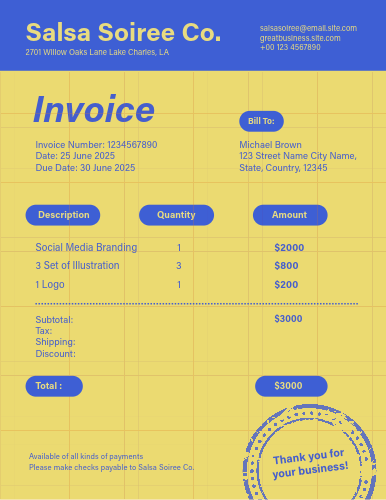 Salsa Soiree Co.
2701 Willow Oaks Lane Lake Charles, LA
salsasoiree@email.site.com
greatbusiness.site.com
+00 123 4567890
Invoice
Bill To:
Invoice Number: 1234567890
Date: 25 June 2025
Due Date: 30 June 2025
Michael Brown
123 Street Name City Name,
State, Country, 12345
Description Quantity Amount
Social Media Branding 1 $2000
3 Set of Illustration 3 $800
1 Logo 1 $200
Subtotal: $3000
Tax:
Shipping:
Discount:
Total : $3000
Available of all kinds of payments
Please make checks payable to Salsa Soiree Co.
Thank you for
your business!